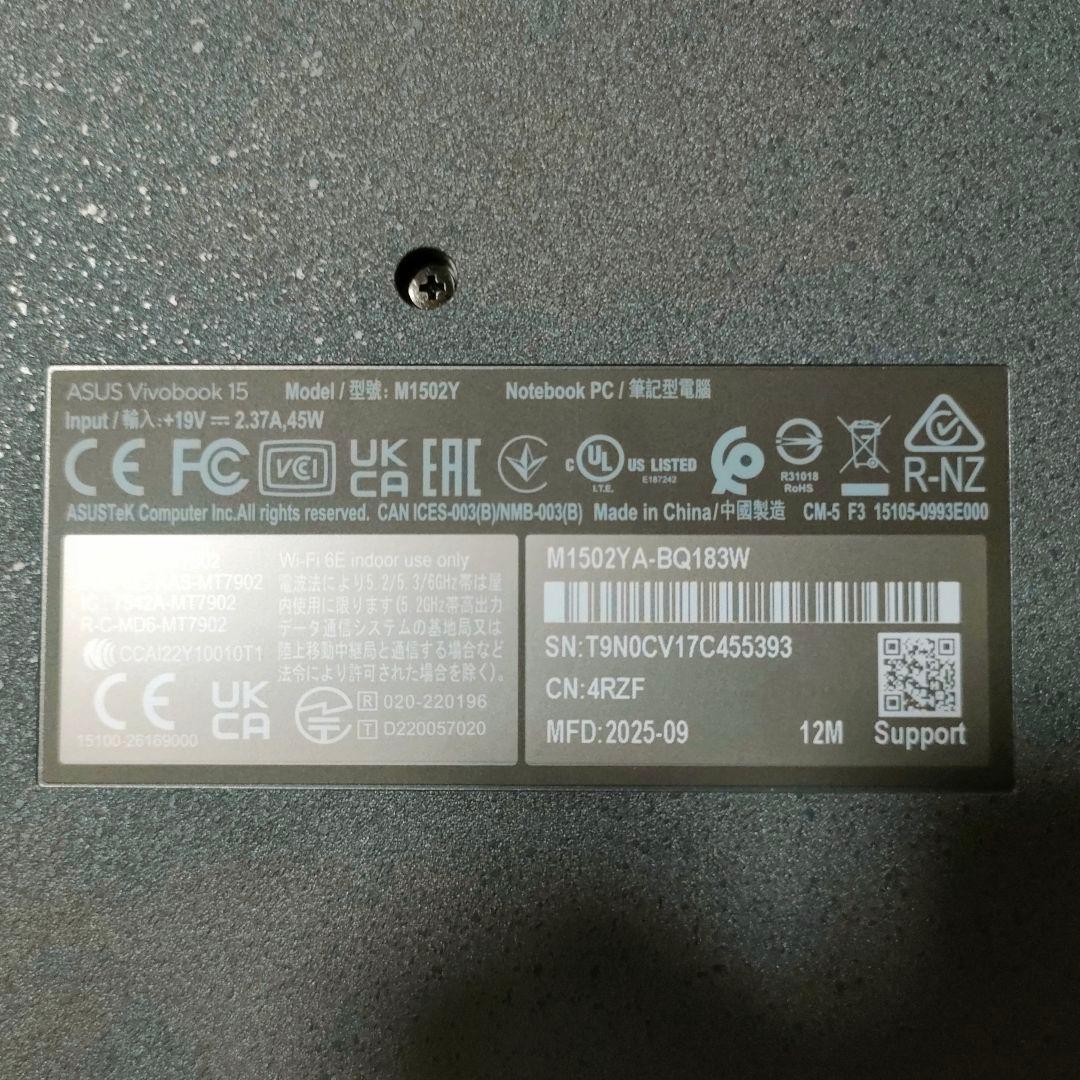 ASUS Vivobook 15 Model / 型號: M1502Y Notebook PC / 筆記型電腦
Input / 輸入:+19V ⎓ 2.37A,45W
CE FC VCI UK CA EAC c UL US LISTED I.T.E. E187242 R31018 RoHS R-NZ
ASUSTeK Computer Inc.All rights reserved. CAN ICES-003(B)/NMB-003(B) Made in China/中國製造 CM-5 F3 15105-0993E000
IC: 7542A-MT7902
R-C-MD6-MT7902
CCAI22Y10010T1
CE UK CA
15100-26169000
Wi-Fi 6E indoor use only
電波法により5.2/5.3/6GHz帯は屋
内使用に限ります(5.2GHz帯高出力
データ通信システムの基地局又は
陸上移動中継局と通信する場合など
法令により許可された場合を除く)。
R 020-220196
T D220057020
M1502YA-BQ183W
SN:T9N0CV17C455393
CN:4RZF
MFD:2025-09 12M Support